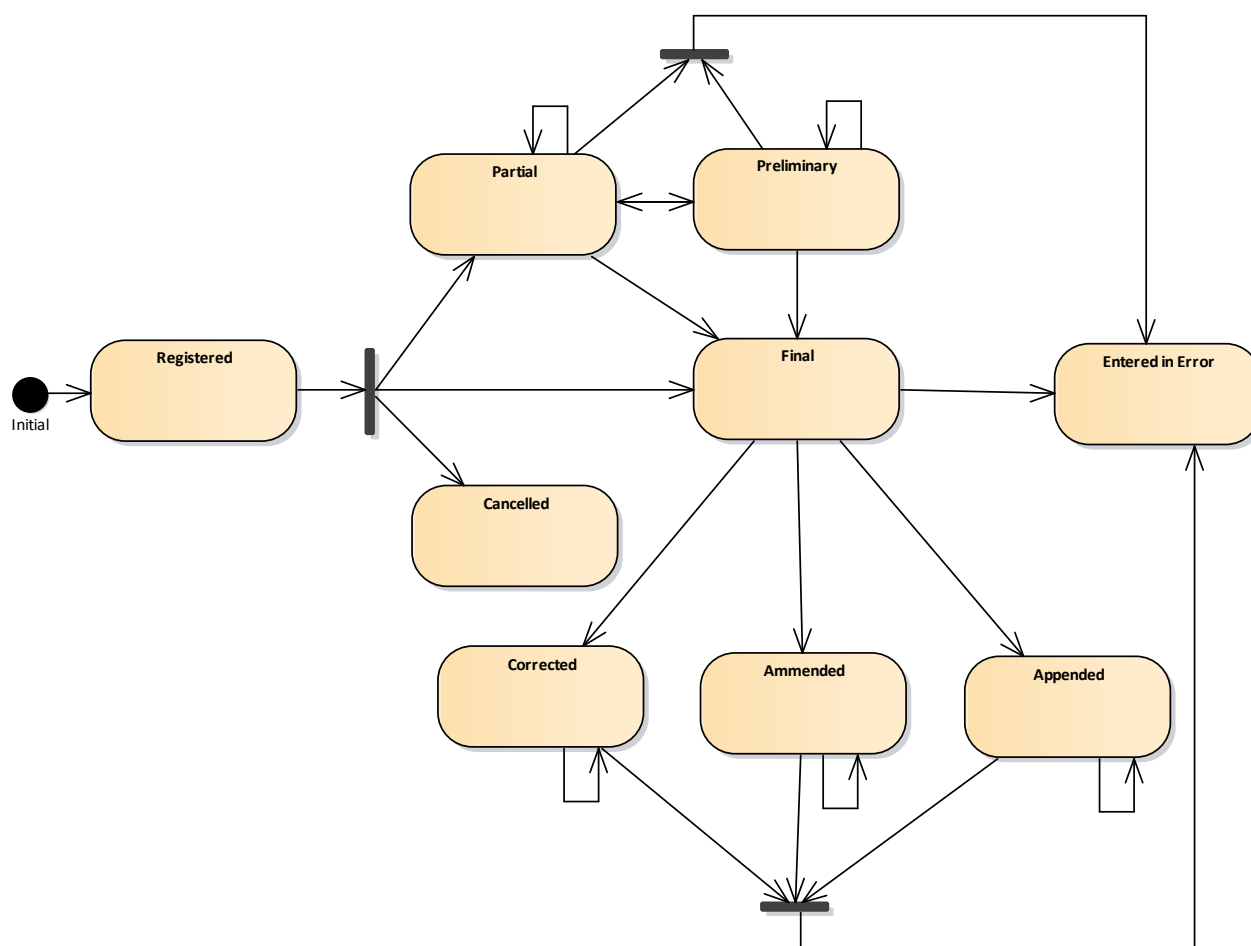 Partial
Preliminary
Registered
Final
Entered in Error
Initial
Cancelled
Corrected
Ammended
Appended